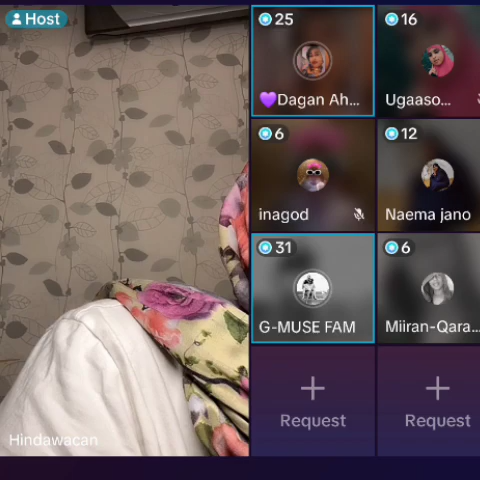 Host
25
💜Dagan Ah...
16
Ugaaso...
6
inagod
12
Naema jano
31
G-MUSE FAM
6
Miiran-Qara...
Request
Request
Hindawacan